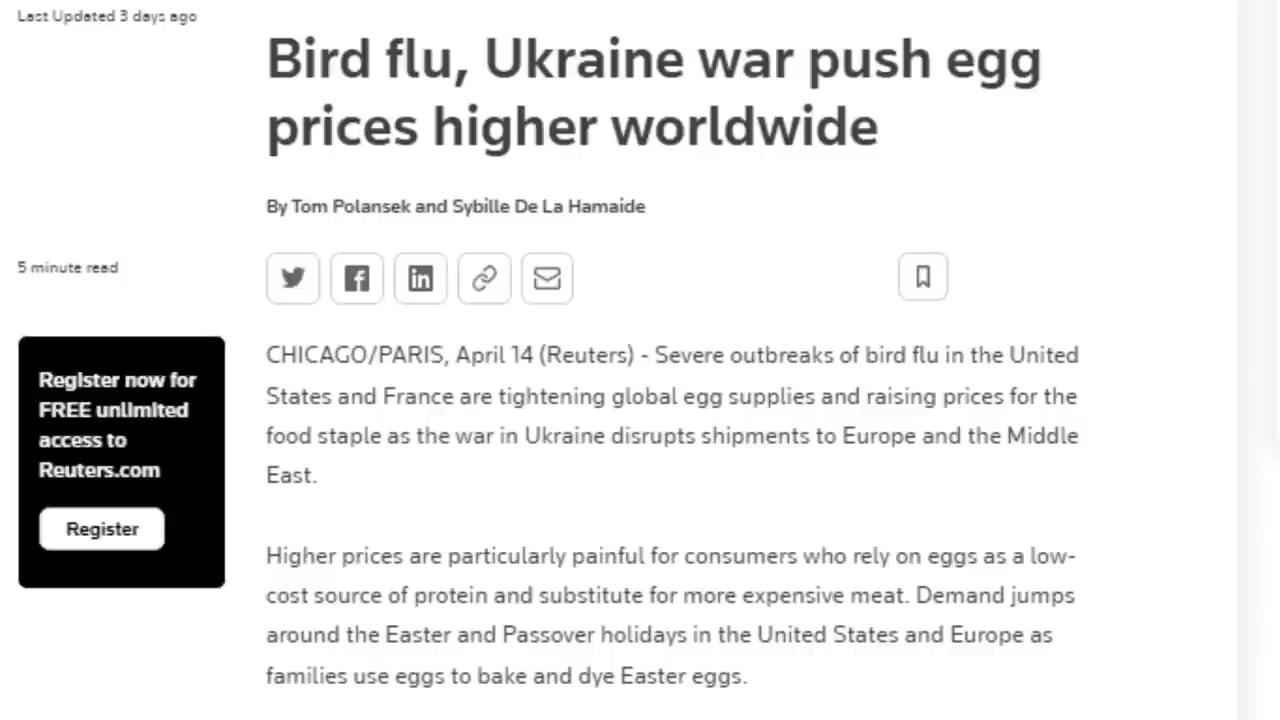 Last Updated 3 days ago
Bird flu, Ukraine war push egg
prices higher worldwide
By Tom Polansek and Sybille De La Hamaide
5 minute read
Register now for
FREE unlimited
access to
Reuters.com
Register
CHICAGO/PARIS, April 14 (Reuters) - Severe outbreaks of bird flu in the United
States and France are tightening global egg supplies and raising prices for the
food staple as the war in Ukraine disrupts shipments to Europe and the Middle
East.
Higher prices are particularly painful for consumers who rely on eggs as a low-
cost source of protein and substitute for more expensive meat. Demand jumps
around the Easter and Passover holidays in the United States and Europe as
families use eggs to bake and dye Easter eggs.